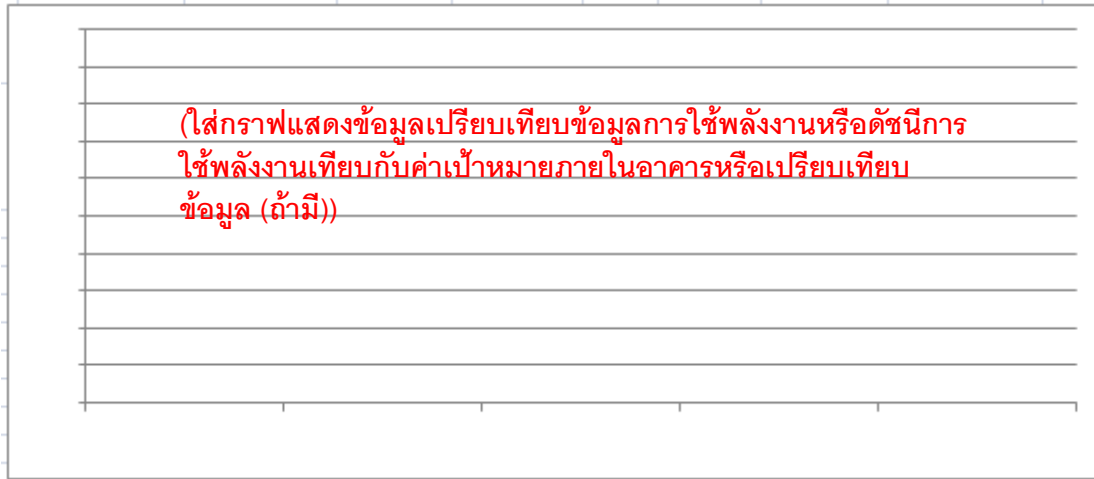 (ใส่กราฟแสดงข้อมูลเปรียบเทียบข้อมูลการใช้พลังงานหรือดัชนีการ
ใช้พลังงานเทียบกับค่าเป้าหมายภายในอาคารหรือเปรียบเทียบ
ข้อมูล (ถ้ามี))